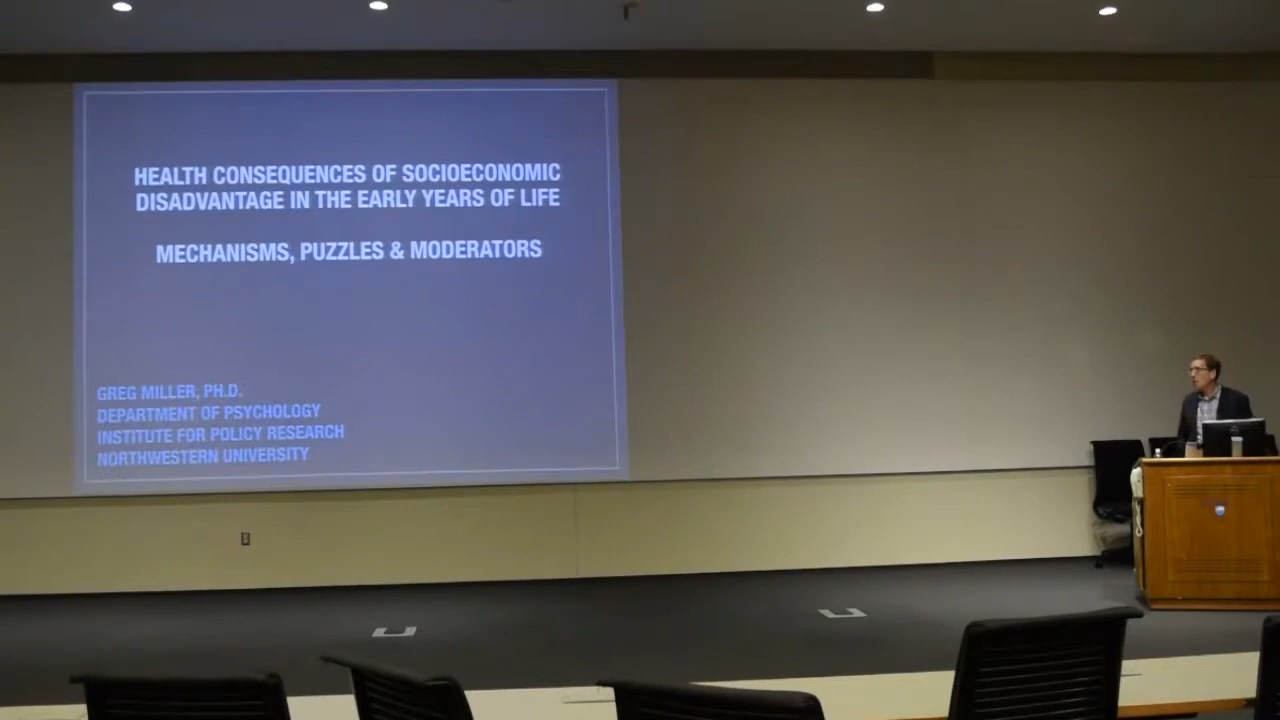 HEALTH CONSEQUENCES OF SOCIOECONOMIC
DISADVANTAGE IN THE EARLY YEARS OF LIFE
MECHANISMS, PUZZLES & MODERATORS
GREG MILLER, PH.D.
DEPARTMENT OF PSYCHOLOGY
INSTITUTE FOR POLICY RESEARCH
NORTHWESTERN UNIVERSITY